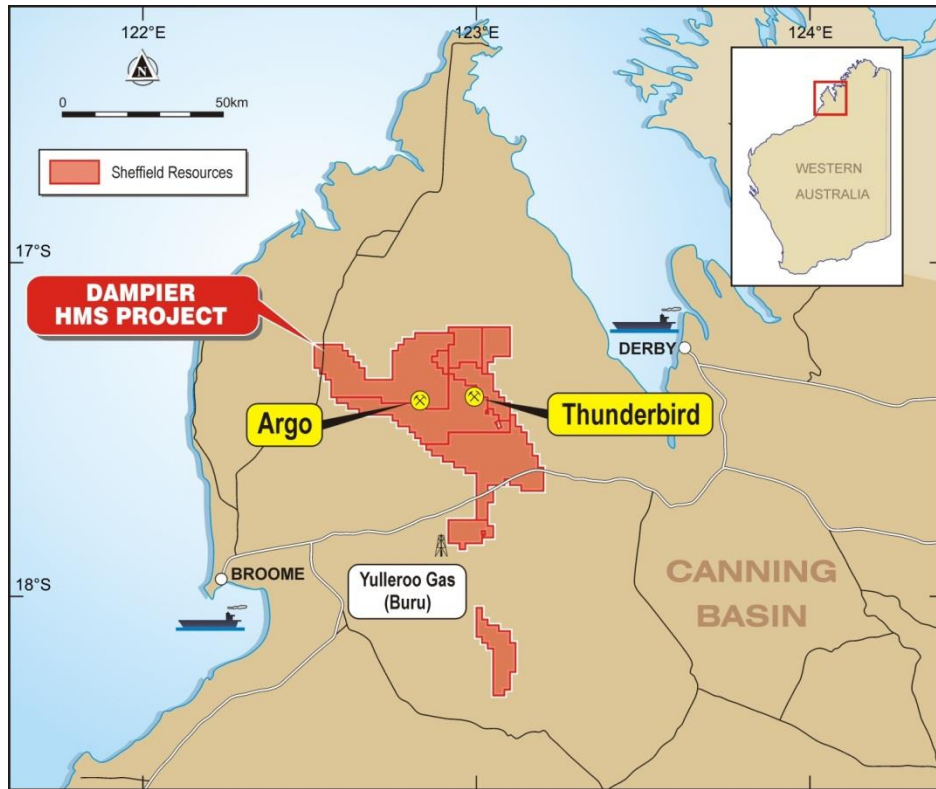 122°E
123°E
124°E
N
0
50km
Sheffield Resources
WESTERN
AUSTRALIA
17°S
DAMPIER
HMS PROJECT
DERBY
Argo
Thunderbird
Yulleroo Gas
(Buru)
CANNING
BASIN
18°S
BROOME